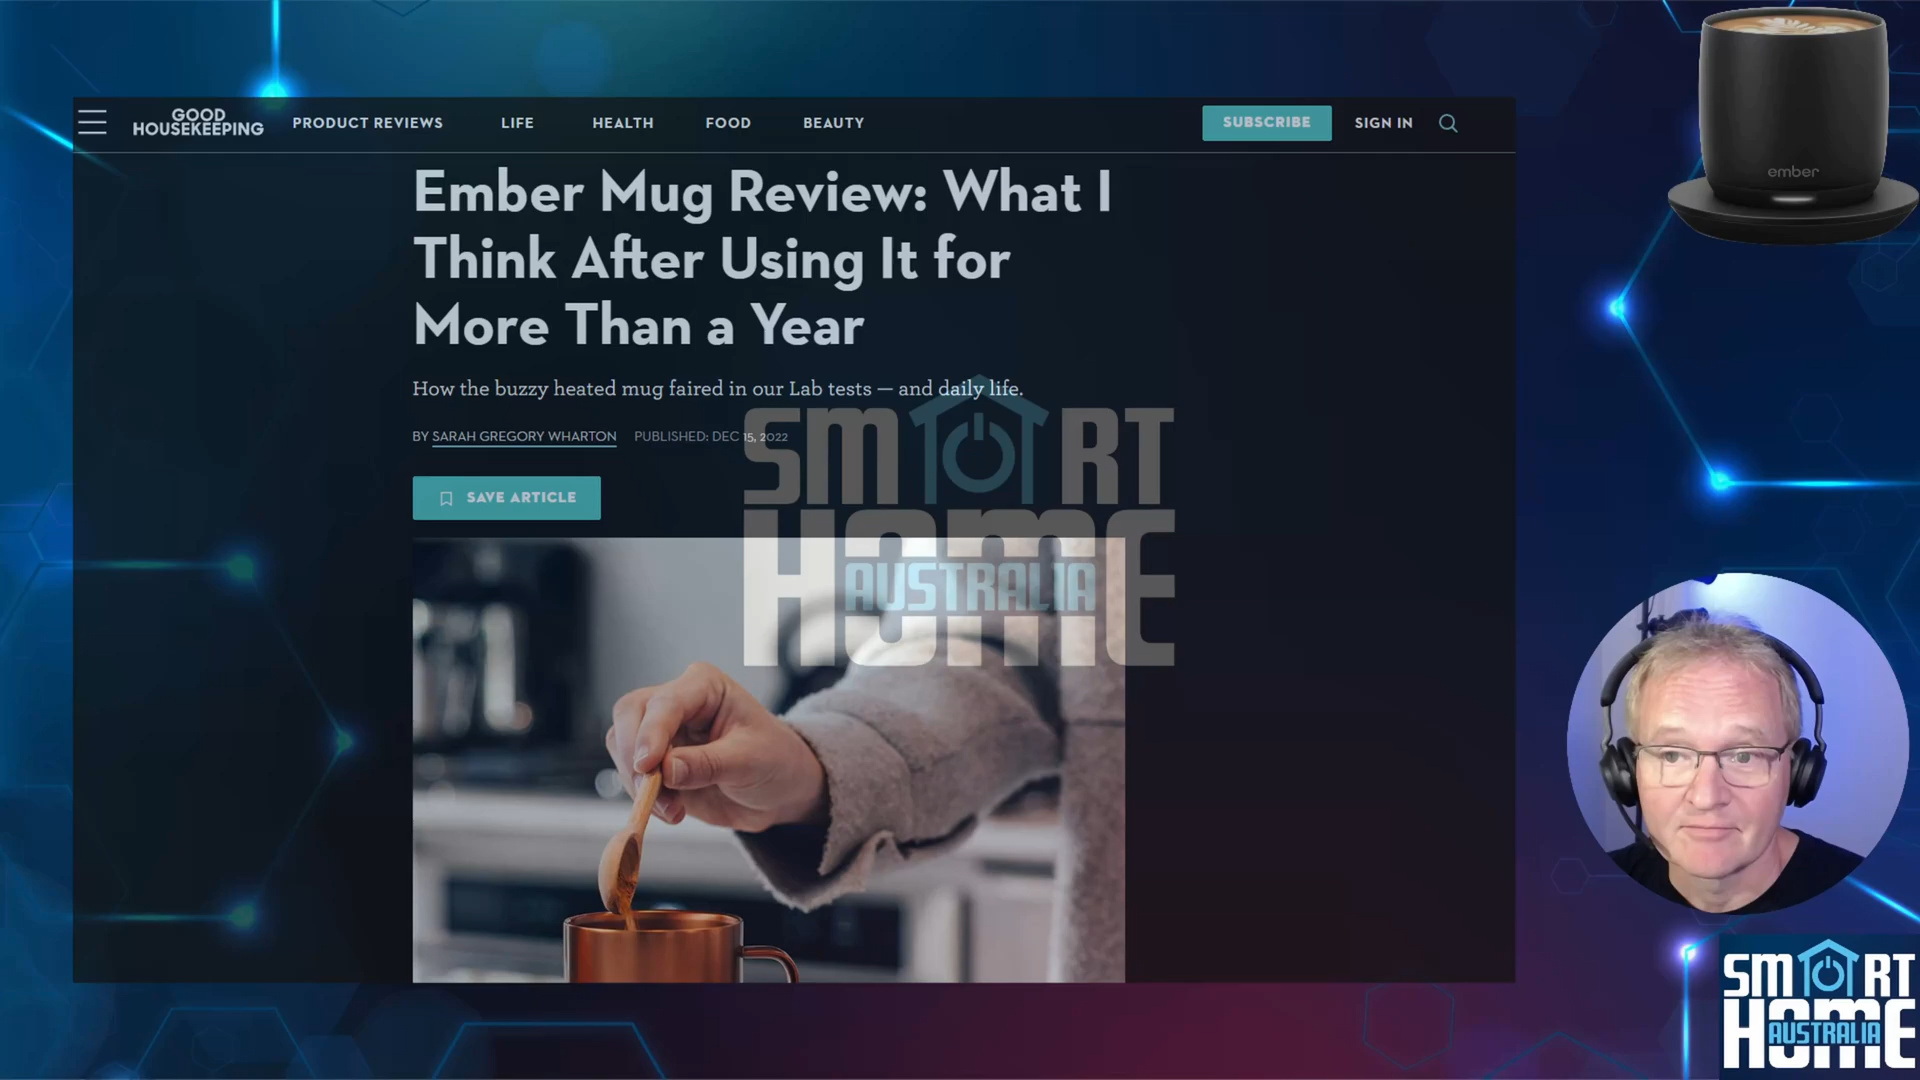 GOOD
HOUSEKEEPING
PRODUCT REVIEWS
LIFE
HEALTH
FOOD
BEAUTY
SUBSCRIBE
SIGN IN
ember
Ember Mug Review: What I
Think After Using It for
More Than a Year
How the buzzy heated mug faired in our Lab tests — and daily life.
BY SARAH GREGORY WHARTON PUBLISHED: DEC 15, 2022
SAVE ARTICLE
SMART
HOME
AUSTRALIA
SMART
HOME
AUSTRALIA